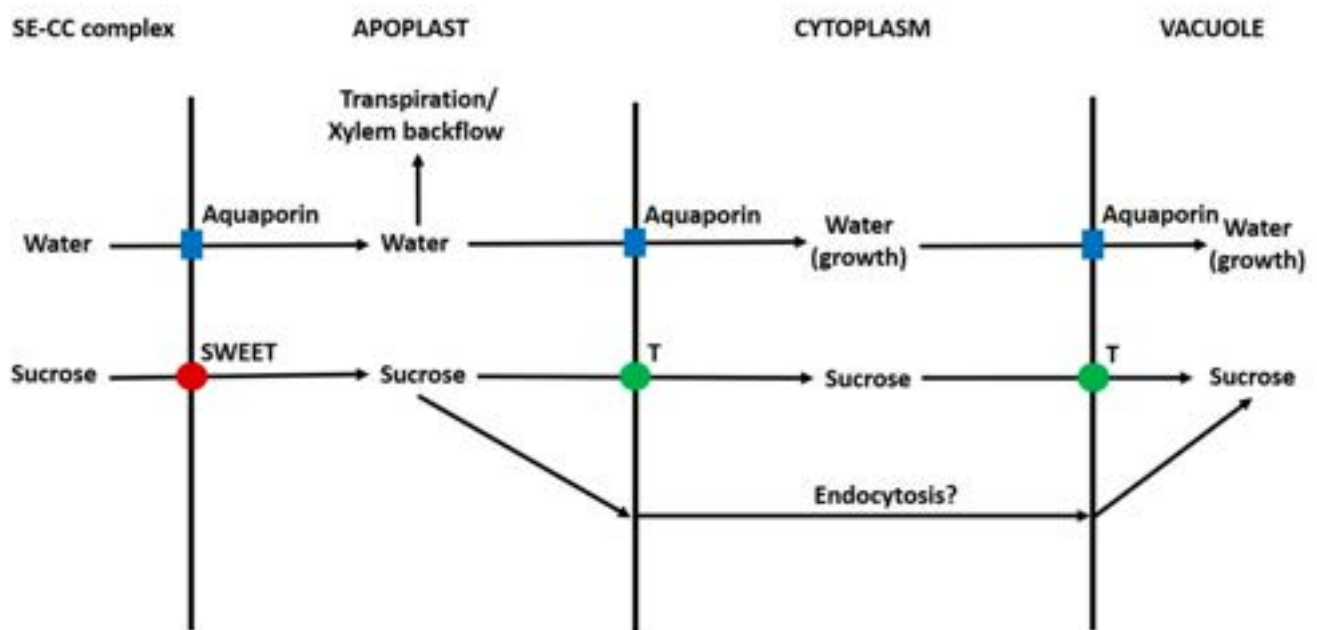 SE-CC complex
APOPLAST
CYTOPLASM
VACUOLE
Transpiration/
Xylem backflow
Aquaporin
Aquaporin
Aquaporin
Water
Water
Water
(growth)
Water
(growth)
SWEET
T
T
Sucrose
Sucrose
Sucrose
Sucrose
Endocytosis?